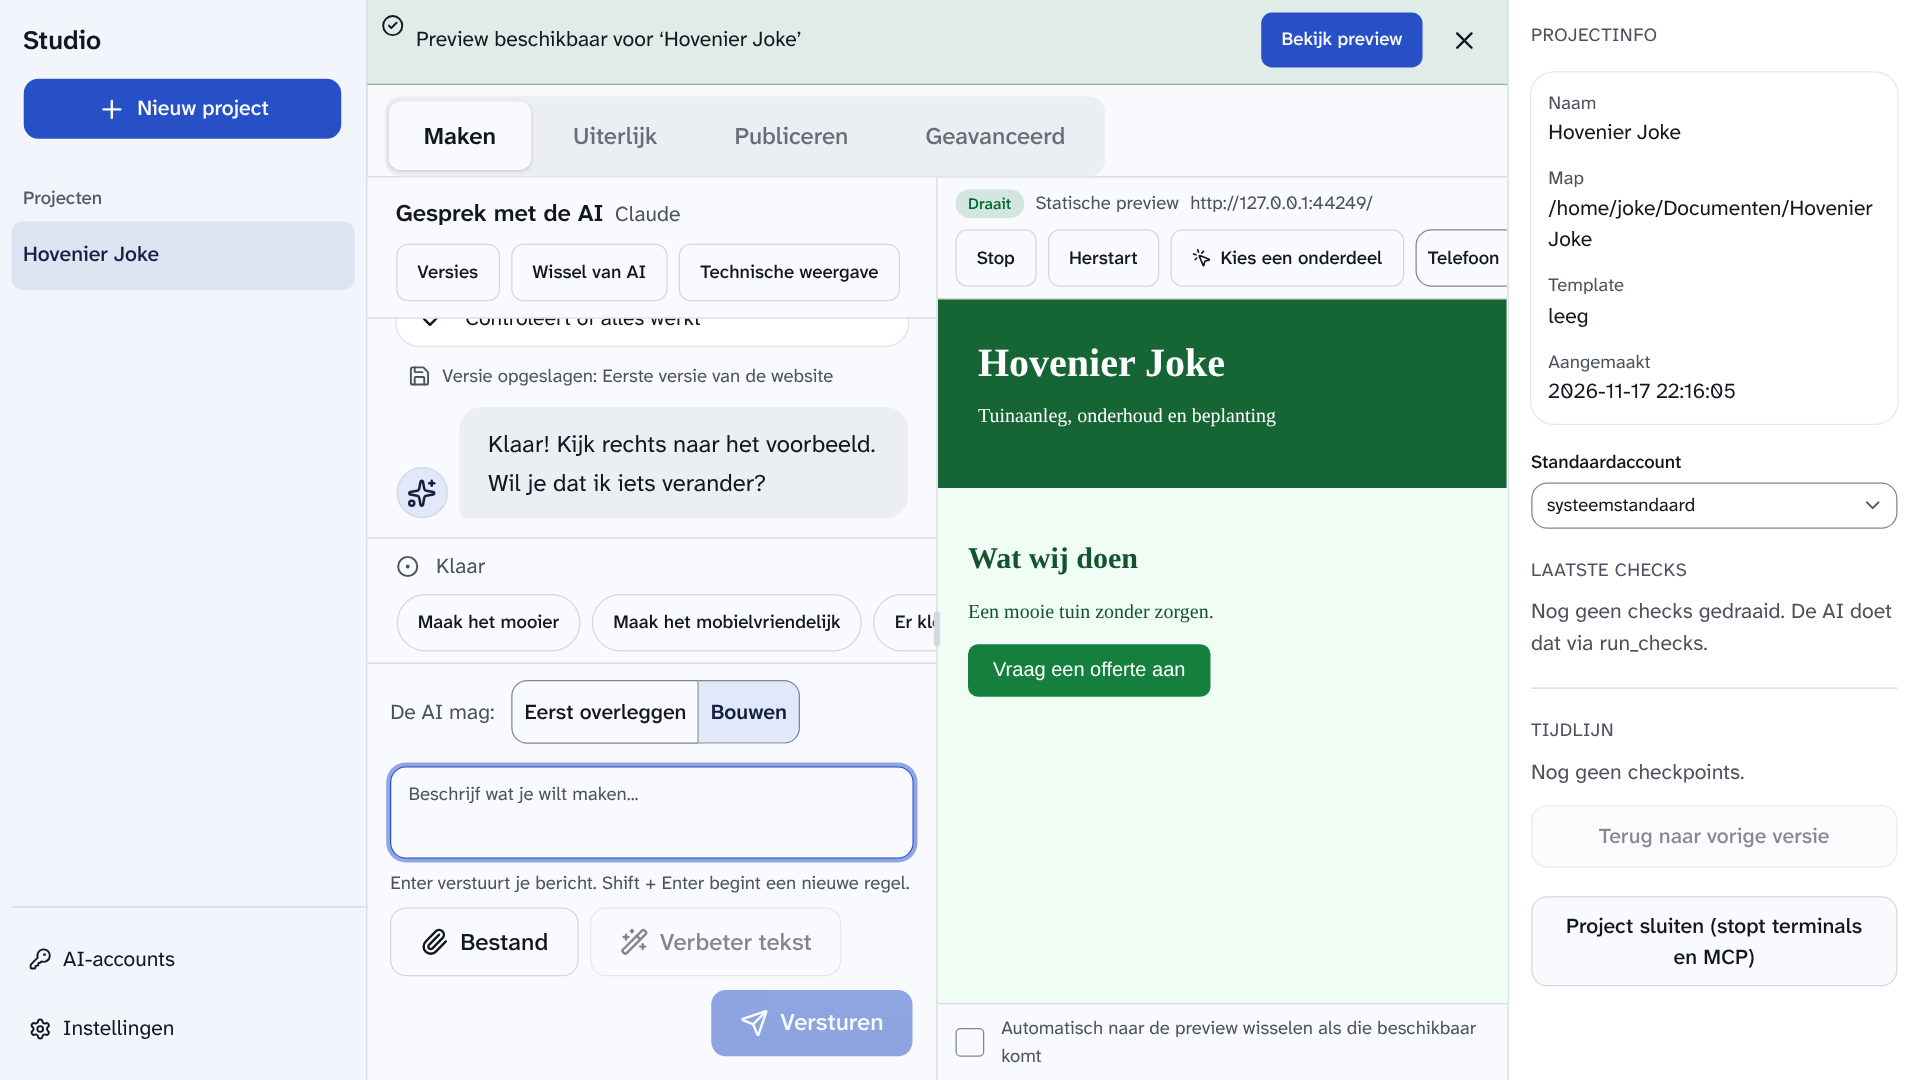 Studio
Nieuw project
Projecten
Hovenier Joke
AI-accounts
Instellingen
Preview beschikbaar voor ‘Hovenier Joke’
Bekijk preview
Maken
Uiterlijk
Publiceren
Geavanceerd
Gesprek met de AI Claude
Versies
Wissel van AI
Technische weergave
Controleert of alles werkt
Versie opgeslagen: Eerste versie van de website
Klaar! Kijk rechts naar het voorbeeld.
Wil je dat ik iets verander?
Klaar
Maak het mooier
Maak het mobielvriendelijk
Er
De AI mag:
Eerst overleggen
Bouwen
Beschrijf wat je wilt maken...
Enter verstuurt je bericht. Shift + Enter begint een nieuwe regel.
Bestand
Verbeter tekst
Versturen
Draait
Statische preview http://127.0.0.1:44249/
Stop
Herstart
Kies een onderdeel
Telefoon
Hovenier Joke
Tuinaanleg, onderhoud en beplanting
Wat wij doen
Een mooie tuin zonder zorgen.
Vraag een offerte aan
Automatisch naar de preview wisselen als die beschikbaar
komt
PROJECTINFO
Naam
Hovenier Joke
Map
/home/joke/Documenten/Hovenier
Joke
Template
leeg
Aangemaakt
2026-11-17 22:16:05
Standaardaccount
systeemstandaard
LAATSTE CHECKS
Nog geen checks gedraaid. De AI doet
dat via run_checks.
TIJDLIJN
Nog geen checkpoints.
Terug naar vorige versie
Project sluiten (stopt terminals
en MCP)